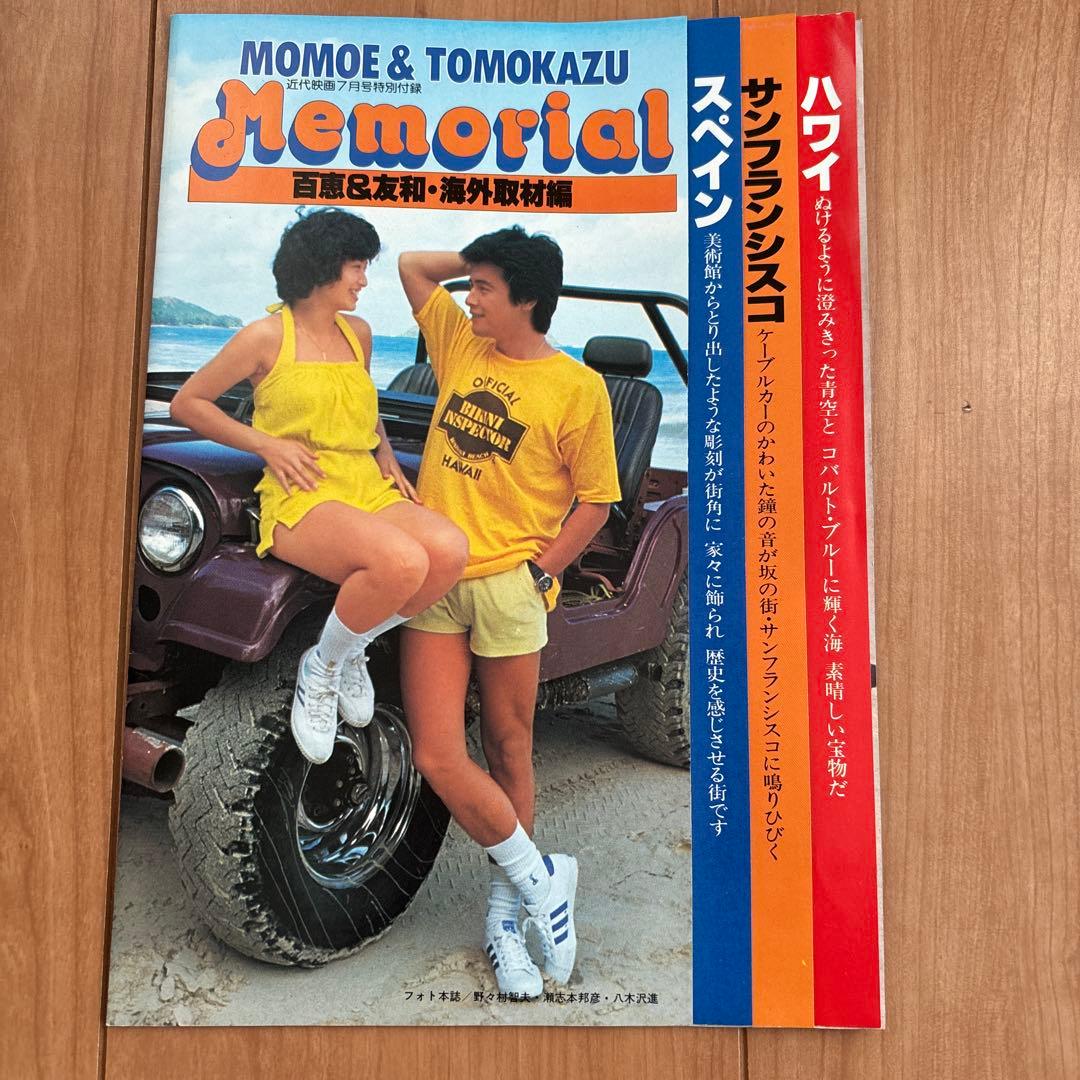 MOMOE & TOMOKAZU
近代映画7月号特別付録
Memorial
百恵&友和・海外取材編
ハワイ
ぬけるように澄みきった青空と コバルト・ブルーに輝く海 素晴しい宝物だ
サンフランシスコ
ケーブルカーのかわいた鐘の音が坂の街・サンフランシスコに鳴りひびく
スペイン
美術館からとり出したような彫刻が街角に 家々に飾られ 歴史を感じさせる街です
OFFICIAL
BIKINI
INSPECTOR
BIKINI BEACH
HAWAII
フォト本誌/野々村智夫・瀬志本邦彦・八木沢進